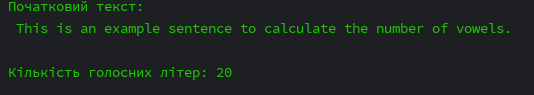 Початковий текст:
This is an example sentence to calculate the number of vowels.
Кількість голосних літер: 20